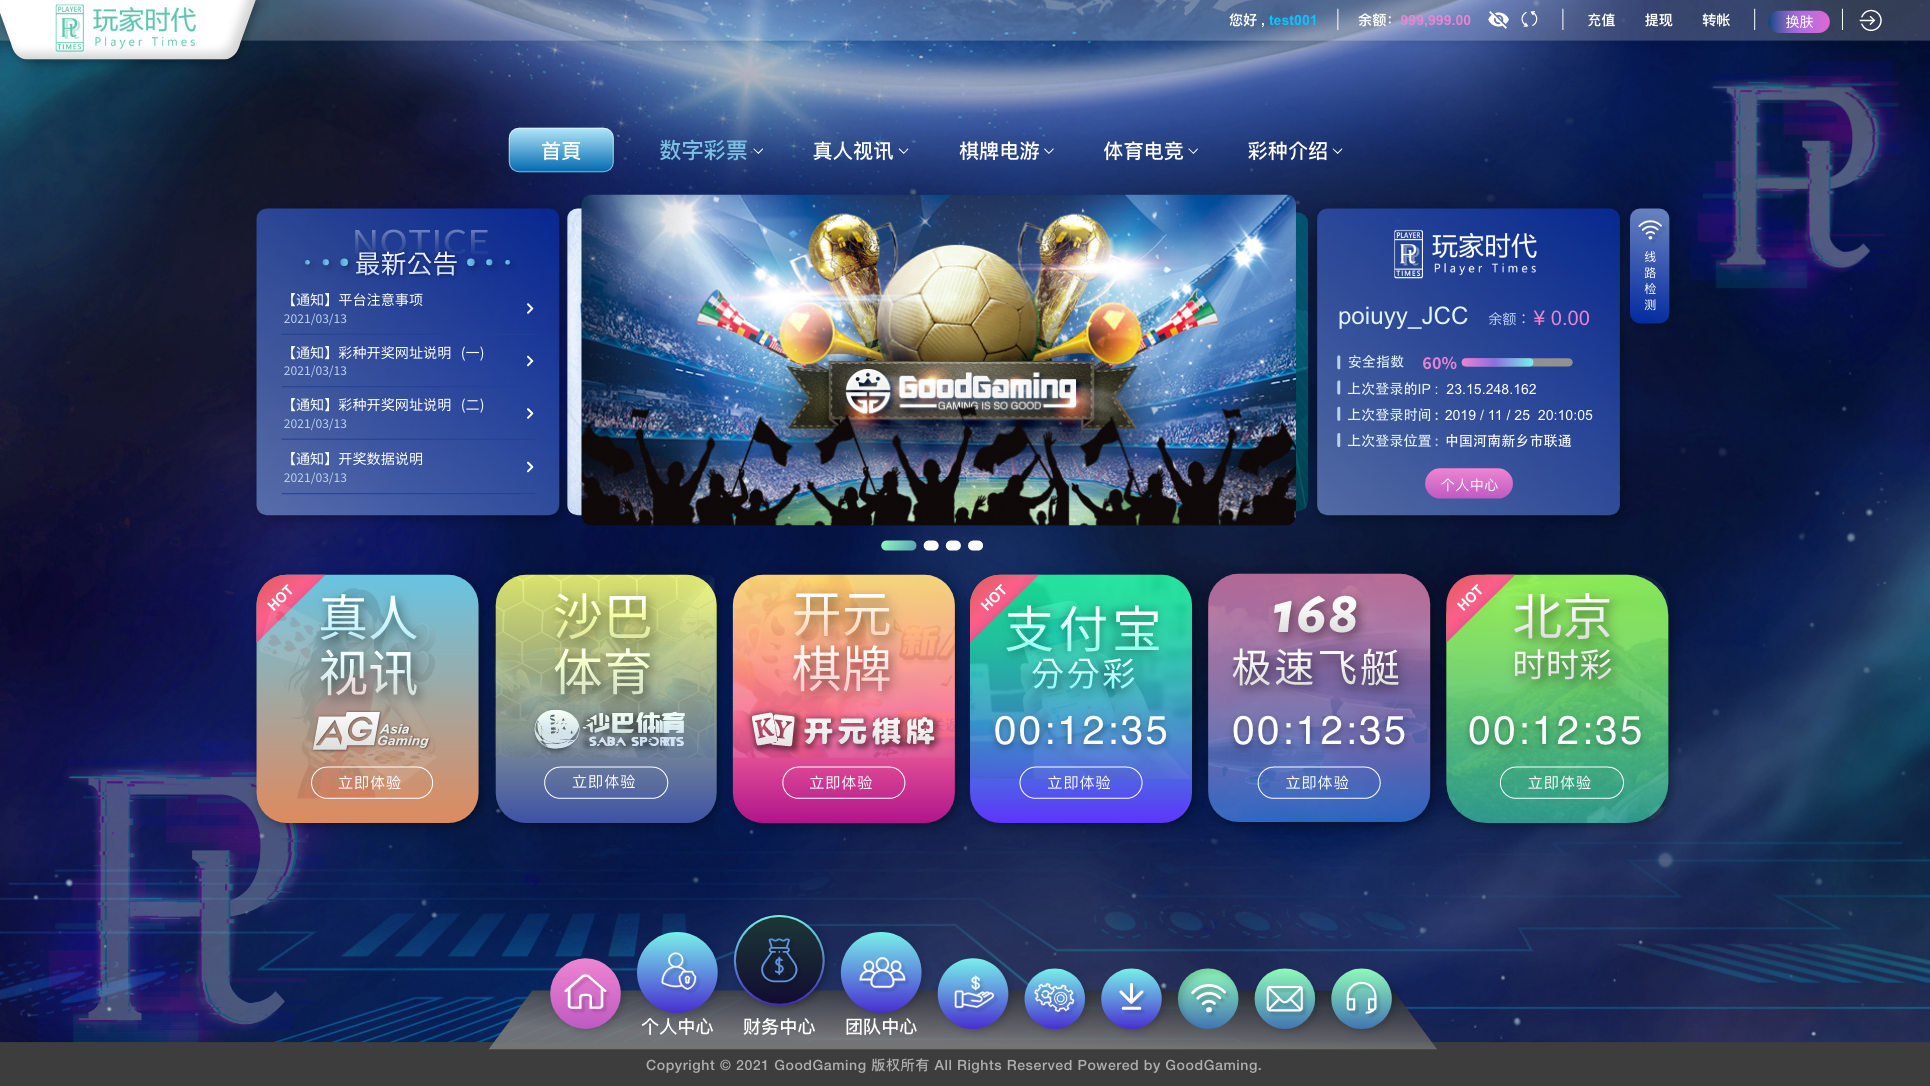 PLAYER TIMES
玩家时代
Player Times
您好 , test001
余额: 999,999.00
充值
提现
转帐
换肤
首頁
数字彩票
真人视讯
棋牌电游
体育电竞
彩种介绍
NOTICE
最新公告
【通知】平台注意事项
2021/03/13
【通知】彩种开奖网址说明 (一)
2021/03/13
【通知】彩种开奖网址说明 (二)
2021/03/13
【通知】开奖数据说明
2021/03/13
GoodGaming
GAMING IS SO GOOD
PLAYER TIMES
玩家时代
Player Times
poiuyy_JCC
余额 : ¥ 0.00
安全指数 60%
上次登录的IP : 23.15.248.162
上次登录时间 : 2019 / 11 / 25 20:10:05
上次登录位置 : 中国河南新乡市联通
个人中心
线路检测
HOT
真人
视讯
AG Asia Gaming
立即体验
沙巴
体育
沙巴体育
SABA SPORTS
立即体验
开元
棋牌
KY 开元棋牌
立即体验
HOT
支付宝
分分彩
00:12:35
立即体验
168
极速飞艇
00:12:35
立即体验
HOT
北京
时时彩
00:12:35
立即体验
个人中心
财务中心
团队中心
Copyright © 2021 GoodGaming 版权所有 All Rights Reserved Powered by GoodGaming.